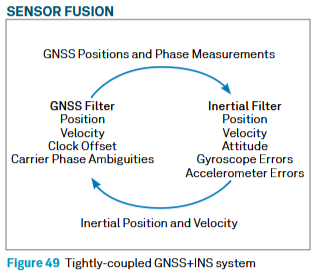 SENSOR FUSION
GNSS Positions and Phase Measurements
GNSS Filter
Position
Velocity
Clock Offset
Carrier Phase Ambiguities
Inertial Filter
Position
Velocity
Attitude
Gyroscope Errors
Accelerometer Errors
Inertial Position and Velocity
Figure 49 Tightly-coupled GNSS+INS system